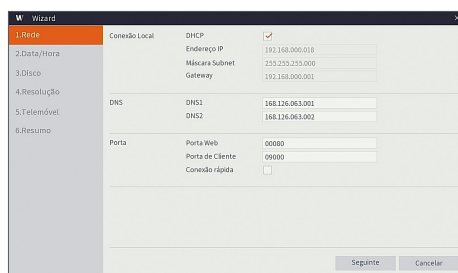 W Wizard
1.Rede
2.Data/Hora
3.Disco
4.Resolução
5.Telemóvel
6.Resumo
Conexão Local DHCP
Endereço IP 192.168.000.018
Máscara Subnet 255.255.255.000
Gateway 192.168.000.001
DNS DNS1 168.126.063.001
DNS2 168.126.063.002
Porta Porta Web 00080
Porta de Cliente 09000
Conexão rápida
Seguinte Cancelar